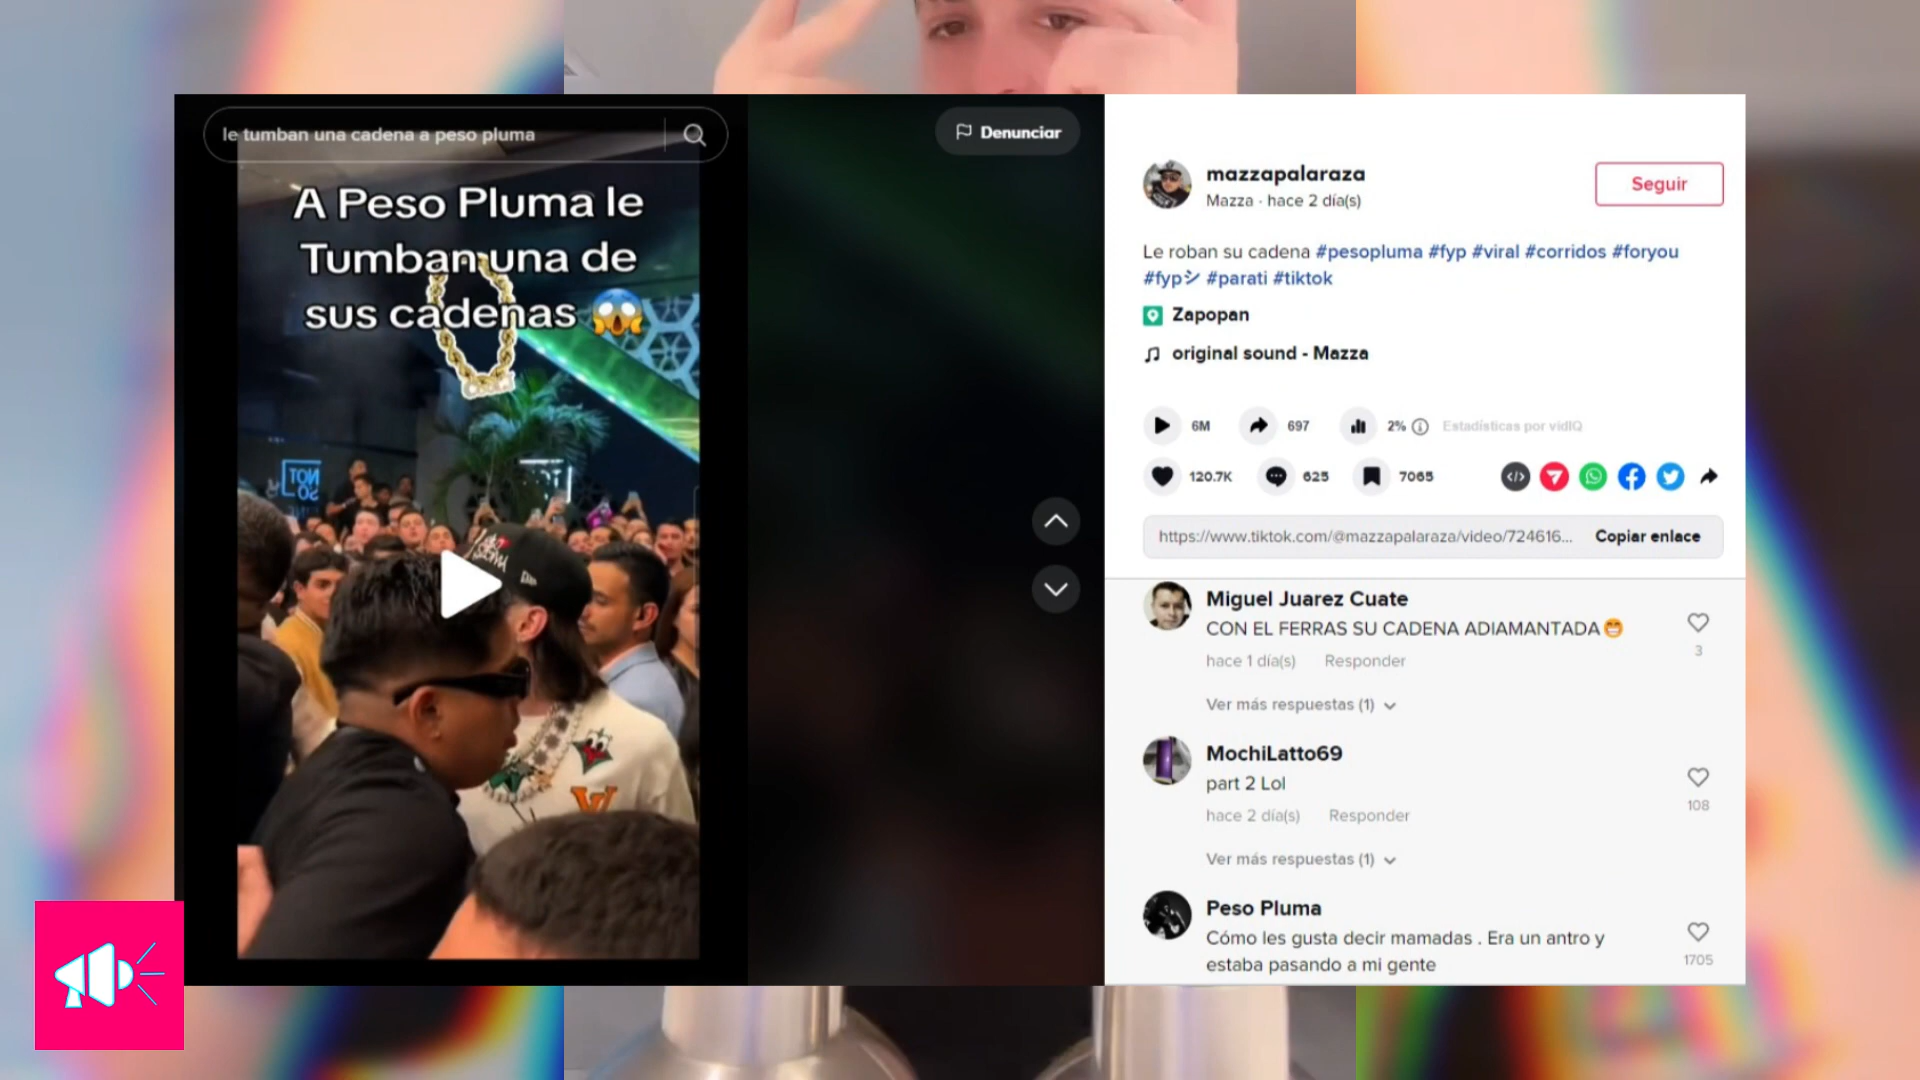 le tumban una cadena a peso pluma
Denunciar
A Peso Pluma le
Tumban una de
sus cadenas 😱
mazzapalaraza
Mazza · hace 2 día(s)
Seguir
Le roban su cadena #pesopluma #fyp #viral #corridos #foryou
#fypシ #parati #tiktok
Zapopan
original sound - Mazza
6M 697 2% Estadísticas por vidIQ
120.7K 625 7065
https://www.tiktok.com/@mazzapalaraza/video/724616... Copiar enlace
Miguel Juarez Cuate
CON EL FERRAS SU CADENA ADIAMANTADA😁
3
hace 1 día(s) Responder
Ver más respuestas (1)
MochiLatto69
part 2 Lol
108
hace 2 día(s) Responder
Ver más respuestas (1)
Peso Pluma
Cómo les gusta decir mamadas . Era un antro y
estaba pasando a mi gente
1705